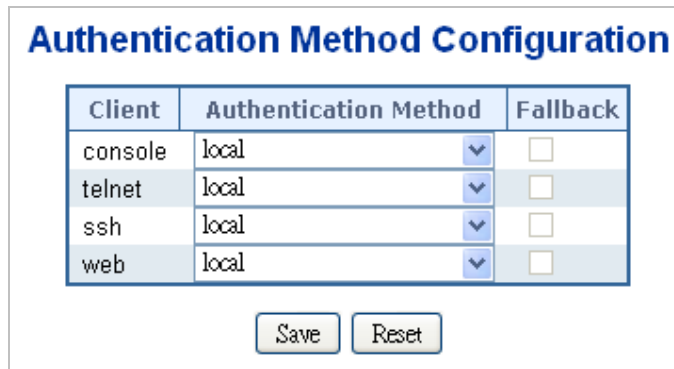 Authentication Method Configuration
Client Authentication Method Fallback
console local
telnet local
ssh local
web local
Save Reset